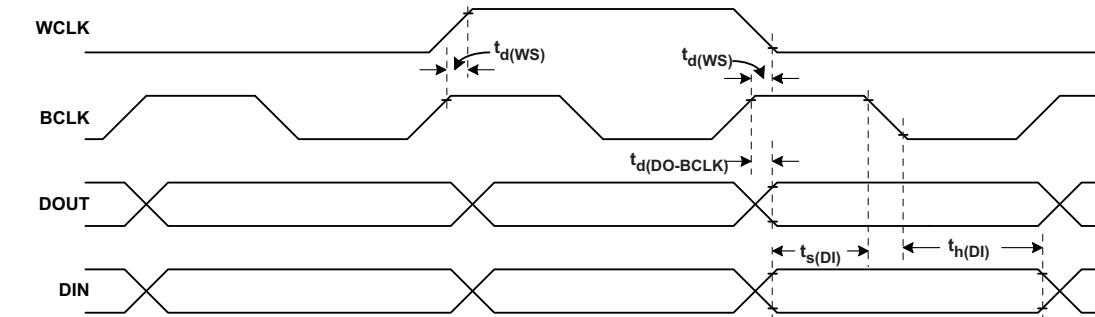 WCLK
td(WS)
td(WS)
BCLK
td(DO-BCLK)
DOUT
ts(DI)
th(DI)
DIN